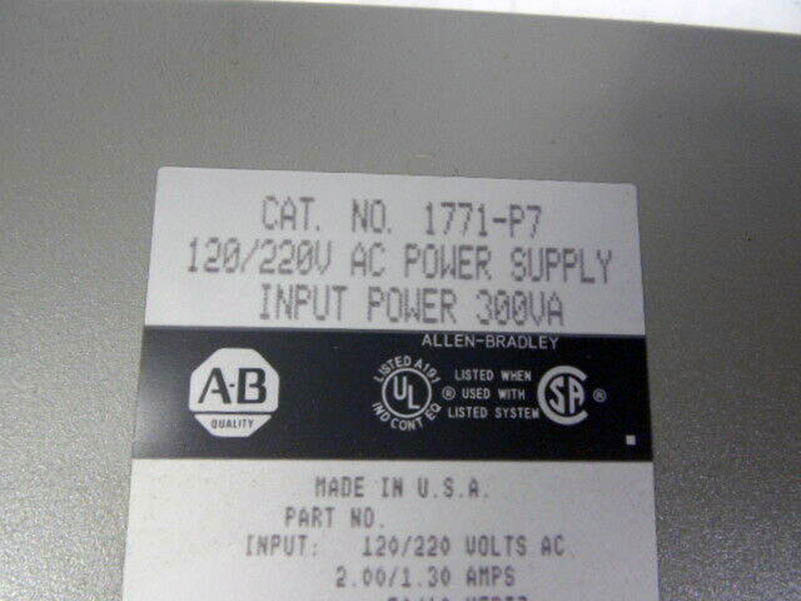 CAT. NO. 1771-P7
120/220V AC POWER SUPPLY
INPUT POWER 300VA
ALLEN-BRADLEY
A-B
QUALITY
LISTED A191
UL
IND CONT EQ
®
LISTED WHEN
USED WITH
LISTED SYSTEM
SA
®
MADE IN U.S.A.
PART NO.
INPUT: 120/220 VOLTS AC
2.00/1.30 AMPS